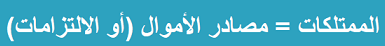 الممتلكات = مصادر الأموال (أو الالتزامات)